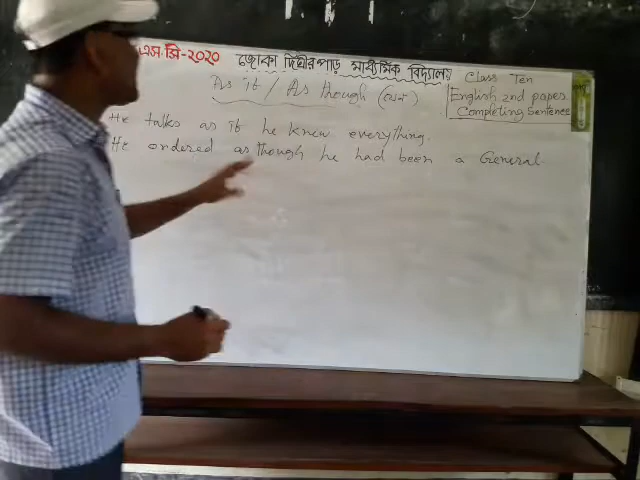 এস.সি-২০২০ জোকা দিঘীরপাড় মাধ্যমিক বিদ্যালয়
Class Ten
English 2nd paper
Completing Sentence
As if / As though (যেন)
He talks as if he knew everything.
He ordered as though he had been a General